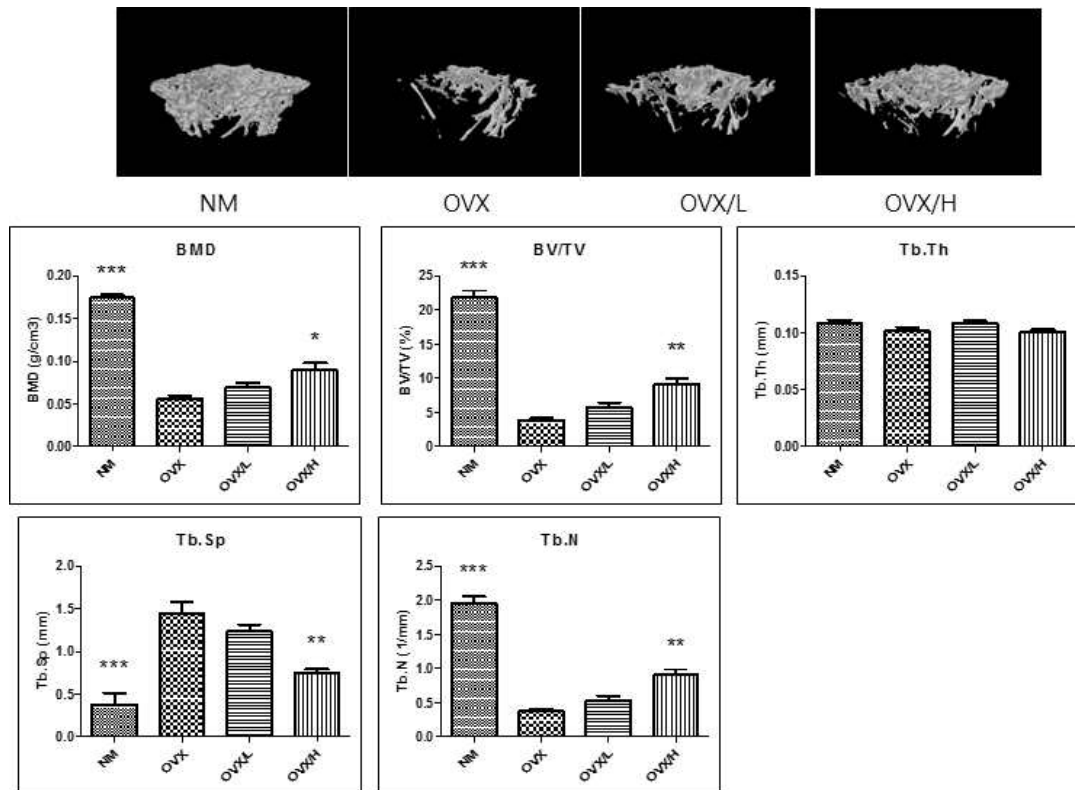 NM OVX OVX/L OVX/H
BMD
BMD (g/cm3)
0.20
0.15
0.10
0.05
0.00
***
*
NM
OVX
OVX/L
OVX/H
BV/TV
BV/TV (%)
25
20
15
10
5
0
***
**
NM
OVX
OVX/L
OVX/H
Tb.Th
Tb.Th (mm)
0.15
0.10
0.05
0.00
NM
OVX
OVX/L
OVX/H
Tb.Sp
Tb.Sp (mm)
2.0
1.5
1.0
0.5
0.0
***
**
NM
OVX
OVX/L
OVX/H
Tb.N
Tb.N (1/mm)
2.5
2.0
1.5
1.0
0.5
0.0
***
**
NM
OVX
OVX/L
OVX/H